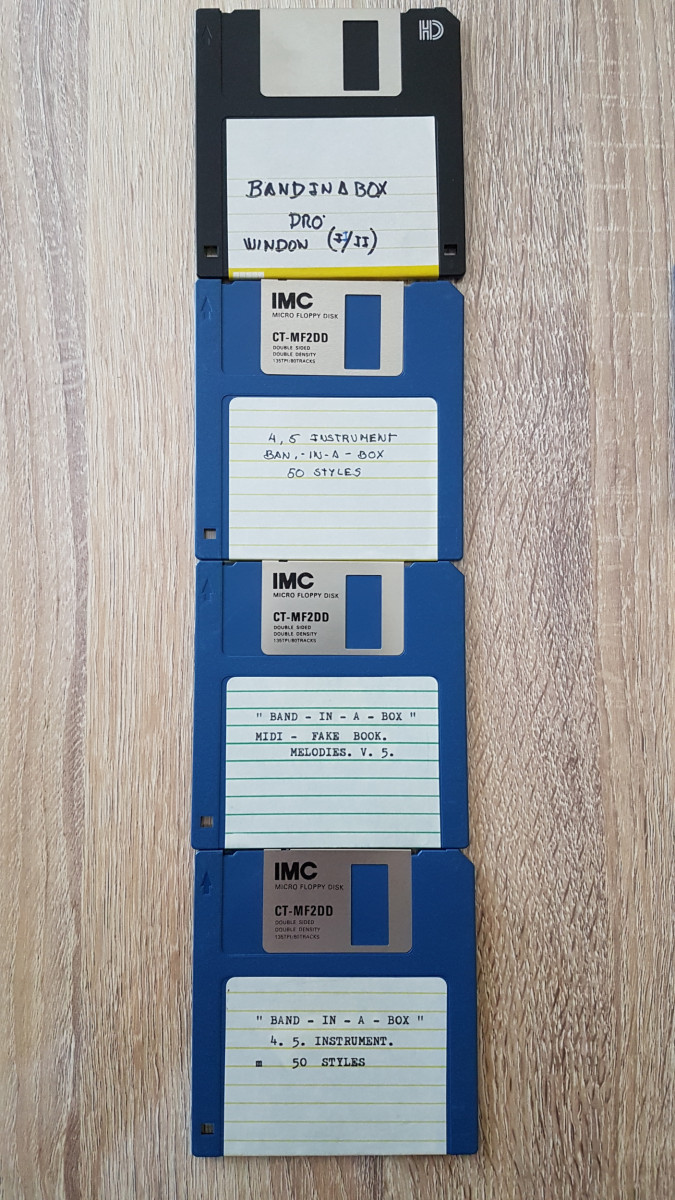 HD
BANDINABOX
PRO
WINDOW (I/II)
IMC
MICRO FLOPPY DISK
CT-MF2DD
DOUBLE SIDED
DOUBLE DENSITY
135TPI/80TRACKS
4,5 INSTRUMENT
BAN,-IN-A-BOX
50 STYLES
IMC
MICRO FLOPPY DISK
CT-MF2DD
DOUBLE SIDED
DOUBLE DENSITY
135TPI/80TRACKS
" BAND - IN - A - BOX "
MIDI - FAKE BOOK.
MELODIES. V. 5.
IMC
MICRO FLOPPY DISK
CT-MF2DD
DOUBLE SIDED
DOUBLE DENSITY
135TPI/80TRACKS
" BAND - IN - A - BOX "
4. 5. INSTRUMENT.
m 50 STYLES